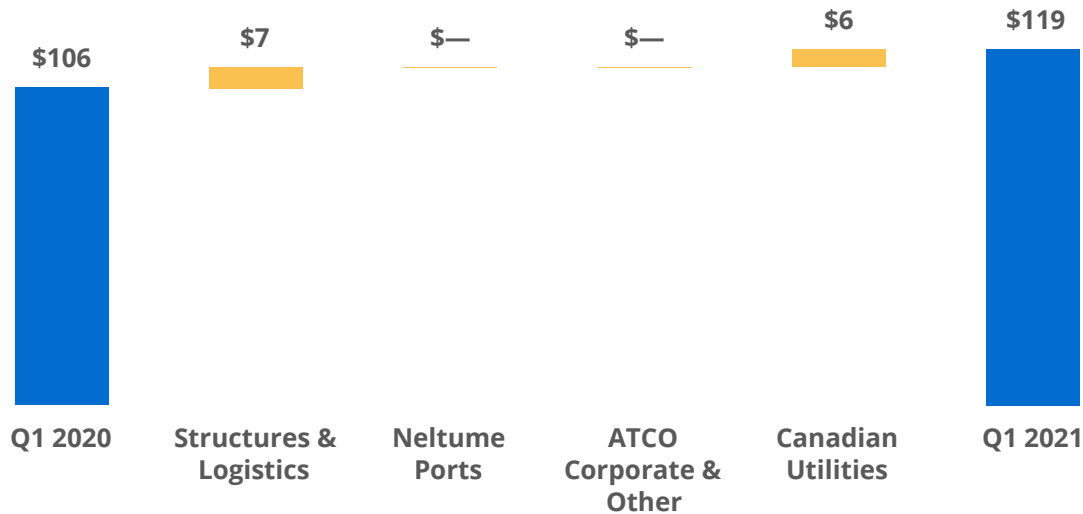 $106
$7
$—
$—
$6
$119
Q1 2020
Structures &
Logistics
Neltume
Ports
ATCO
Corporate &
Other
Canadian
Utilities
Q1 2021